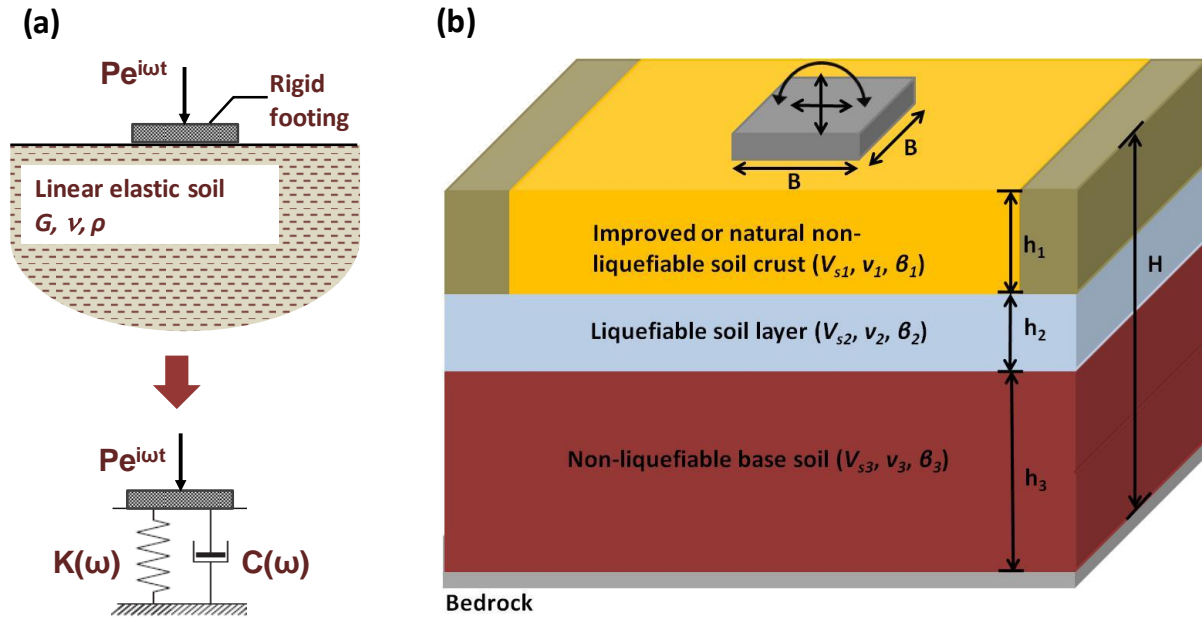 (a)
Pe^iωt
Rigid
footing
Linear elastic soil
G, ν, ρ
Pe^iωt
K(ω)
C(ω)
(b)
B
B
Improved or natural non-
liquefiable soil crust (V_s1, ν_1, β_1)
h_1
H
Liquefiable soil layer (V_s2, ν_2, β_2)
h_2
Non-liquefiable base soil (V_s3, ν_3, β_3)
h_3
Bedrock